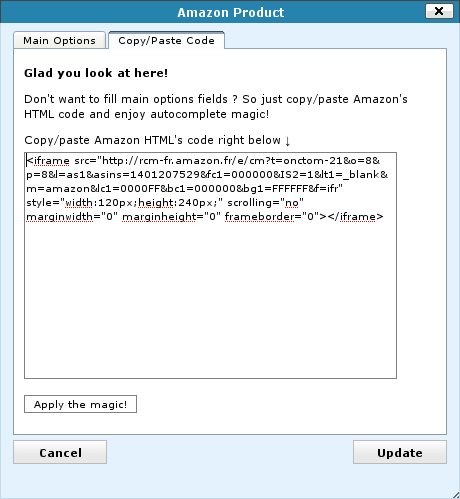 Amazon Product
Main Options
Copy/Paste Code
Glad you look at here!
Don't want to fill main options fields ? So just copy/paste Amazon's
HTML code and enjoy autocomplete magic!
Copy/paste Amazon HTML's code right below ↓
<iframe src="http://rcm-fr.amazon.fr/e/cm?t=onctom-21&o=8&
p=8&l=as1&asins=1401207529&fc1=000000&IS2=1&lt1=_blank&
m=amazon&lc1=0000FF&bc1=000000&bg1=FFFFFF&f=ifr"
style="width:120px;height:240px;" scrolling="no"
marginwidth="0" marginheight="0" frameborder="0"></iframe>
Apply the magic!
Cancel
Update